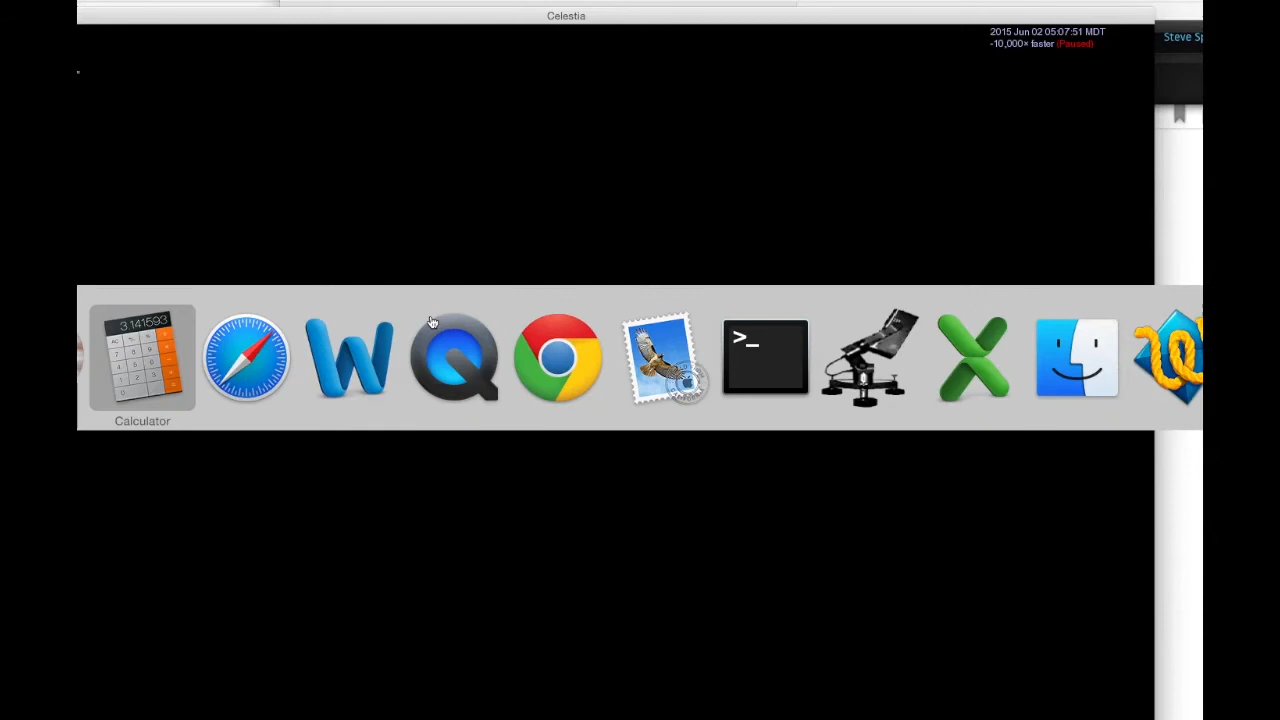 Celestia
2015 Jun 02 05:07:51 MDT
-10,000× faster (Paused)
Steve Sp
3.141593
>_
Calculator